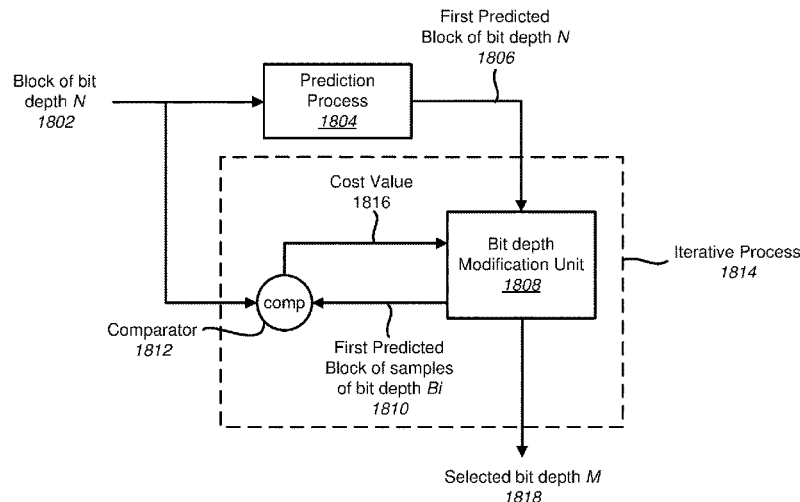 First Predicted
Block of bit depth N
1806
Block of bit
depth N
1802
Prediction
Process
1804
Cost Value
1816
Bit depth
Modification Unit
1808
Iterative Process
1814
comp
Comparator
1812
First Predicted
Block of samples
of bit depth Bi
1810
Selected bit depth M
1818